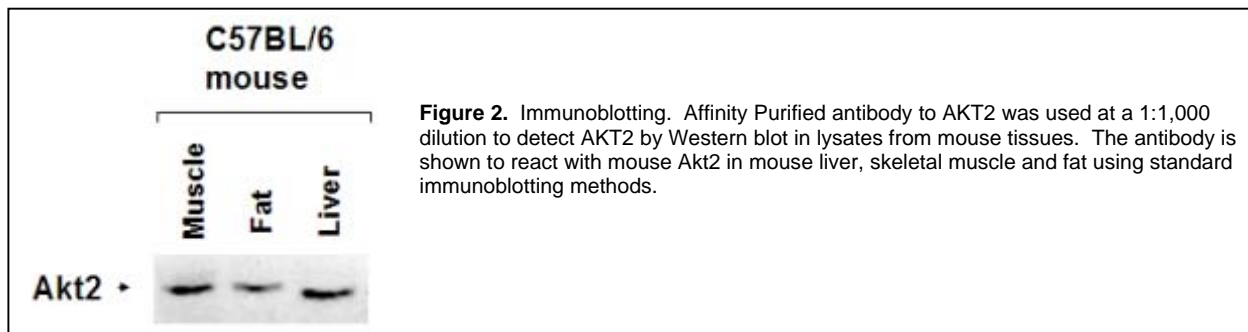 C57BL/6
mouse
Muscle
Fat
Liver
Akt2
Figure 2. Immunoblotting. Affinity Purified antibody to AKT2 was used at a 1:1,000
dilution to detect AKT2 by Western blot in lysates from mouse tissues. The antibody is
shown to react with mouse Akt2 in mouse liver, skeletal muscle and fat using standard
immunoblotting methods.